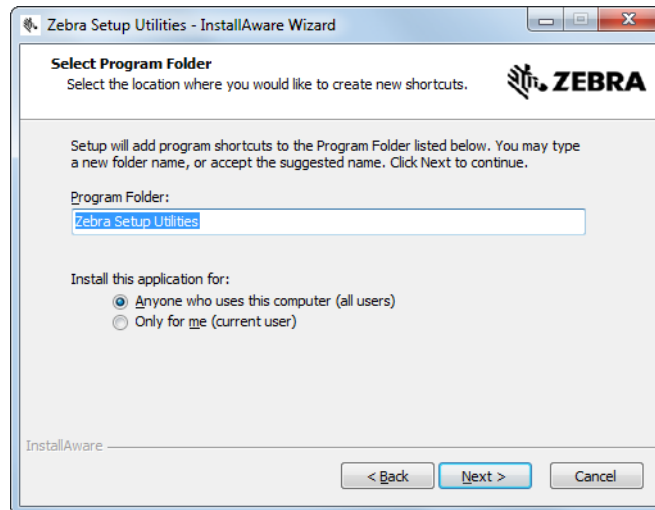 Zebra Setup Utilities - InstallAware Wizard
Select Program Folder
Select the location where you would like to create new shortcuts.
ZEBRA
Setup will add program shortcuts to the Program Folder listed below. You may type
a new folder name, or accept the suggested name. Click Next to continue.
Program Folder:
Zebra Setup Utilities
Install this application for:
Anyone who uses this computer (all users)
Only for me (current user)
InstallAware
< Back
Next >
Cancel